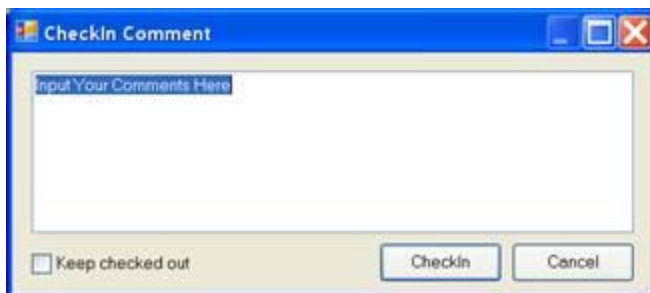 CheckIn Comment
Input Your Comments Here
Keep checked out
CheckIn
Cancel